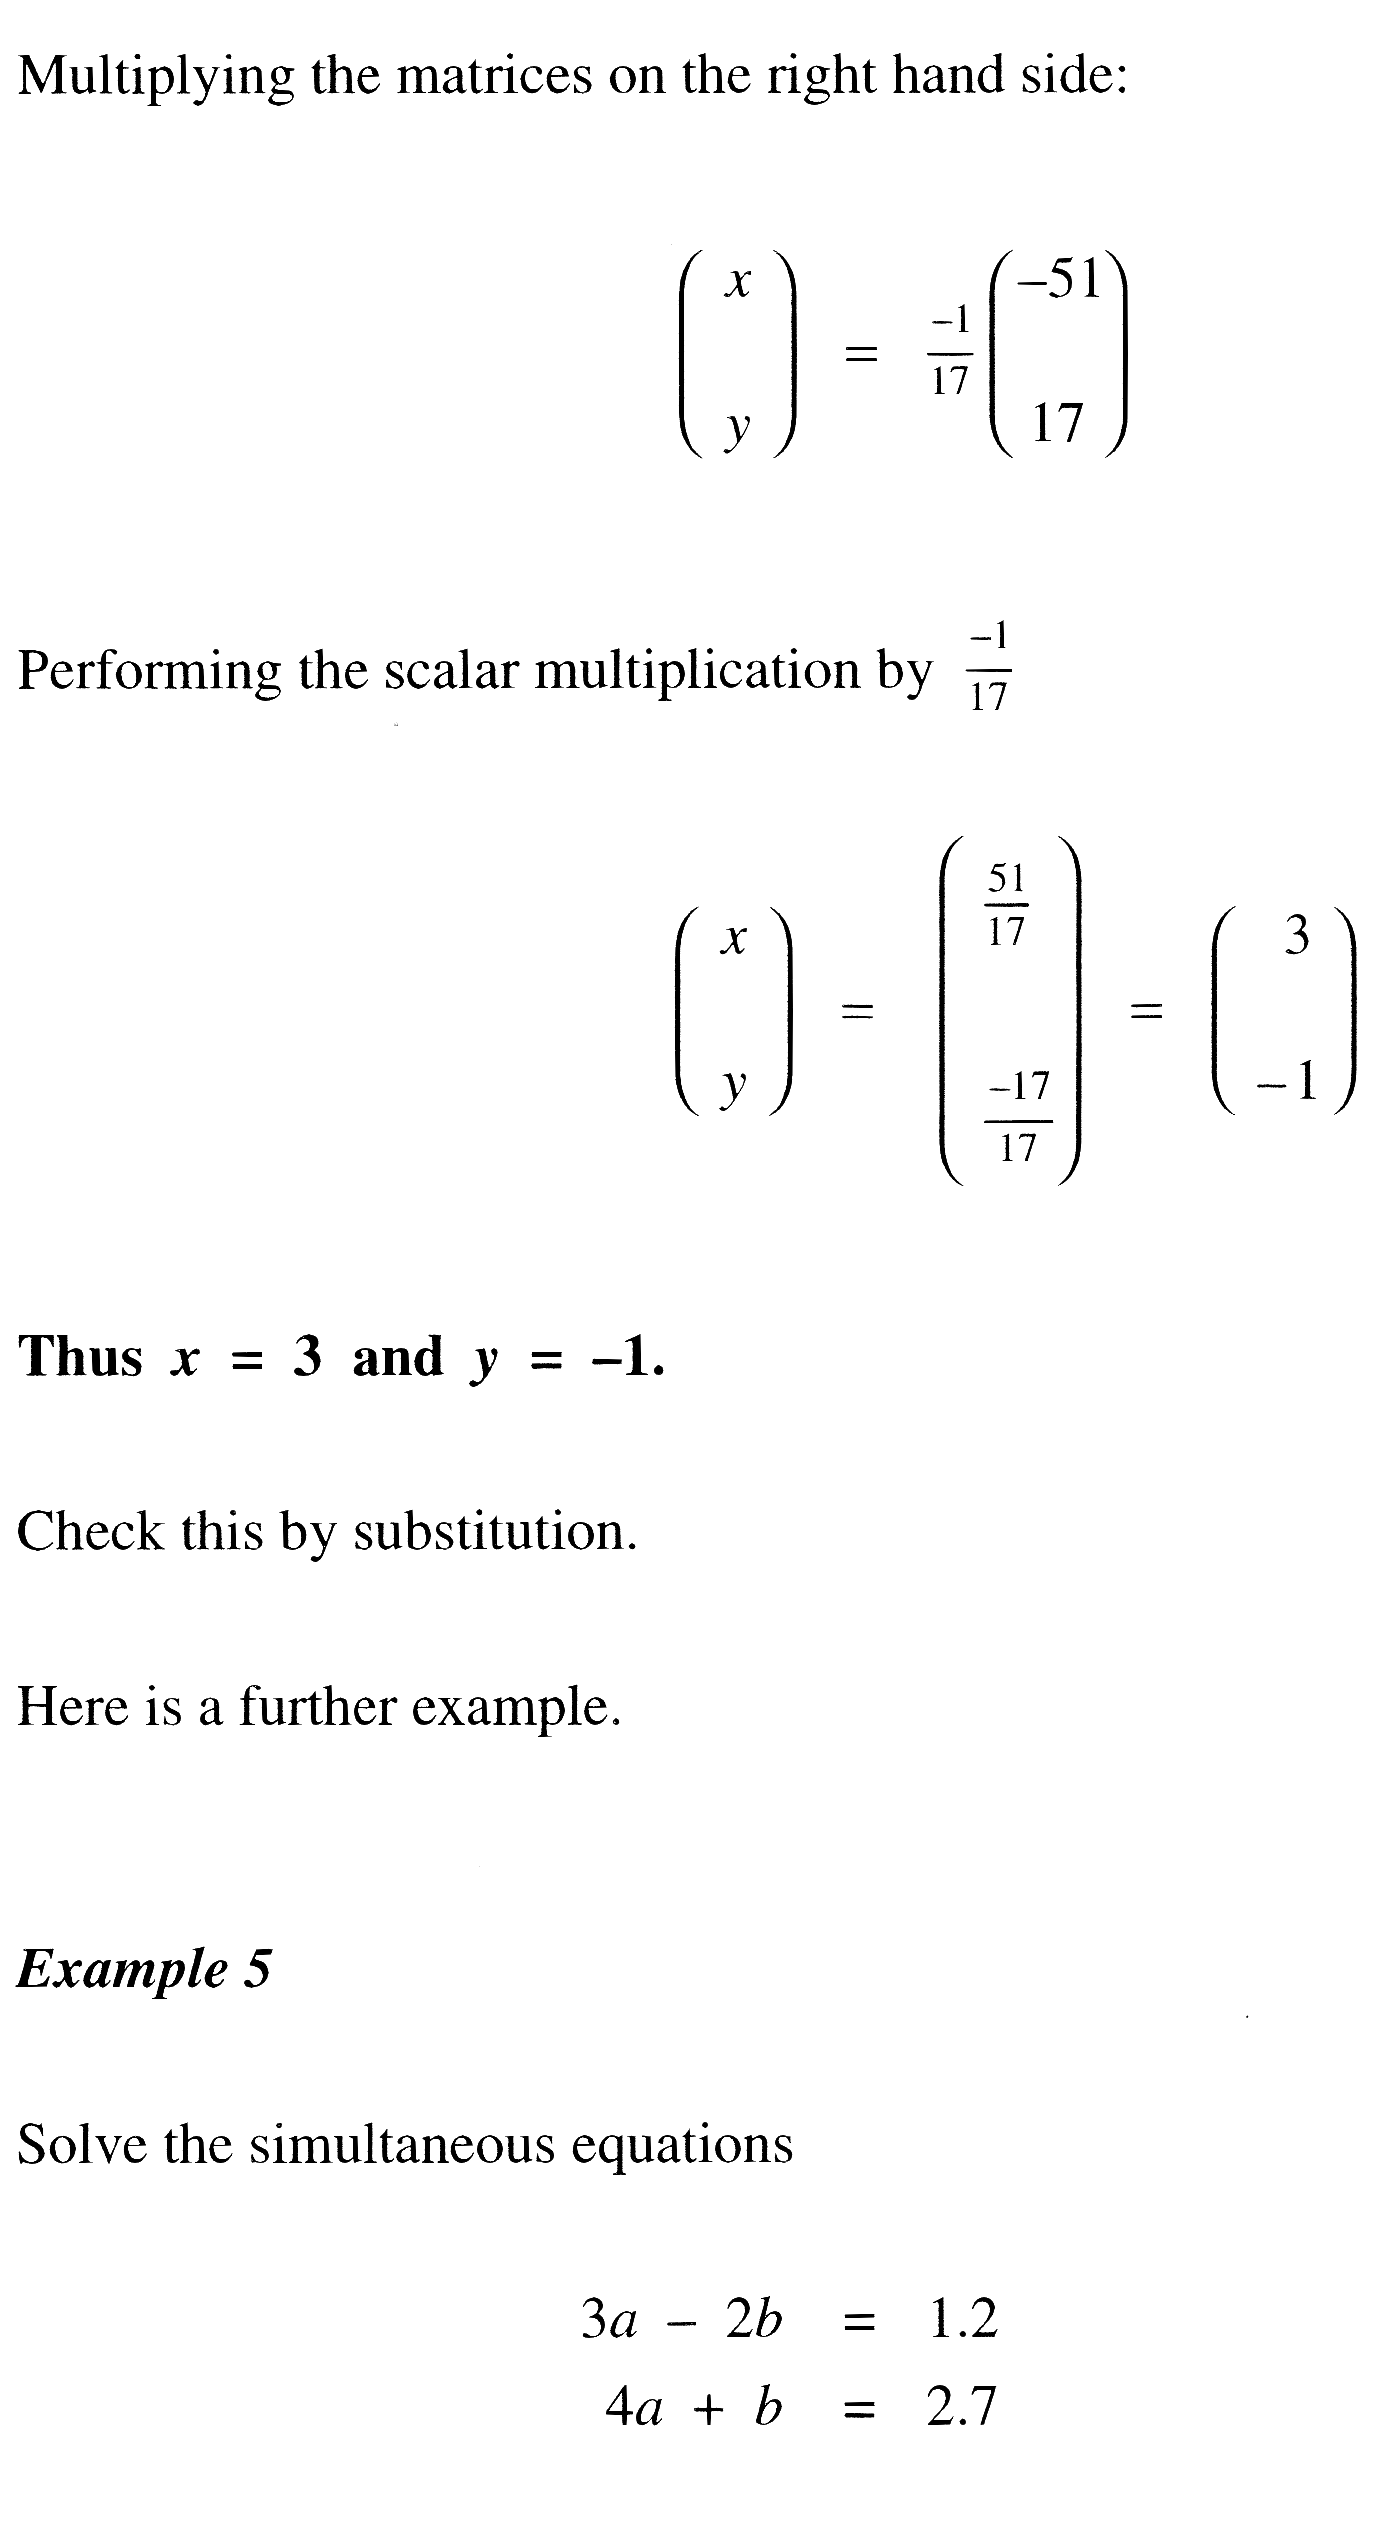 Multiplying the matrices on the right hand side:
( x
y ) = –1/17 ( –51
17 )
Performing the scalar multiplication by –1/17
( x
y ) = ( 51/17
–17/17 ) = ( 3
–1 )
Thus x = 3 and y = –1.
Check this by substitution.
Here is a further example.
Example 5
Solve the simultaneous equations
3a – 2b = 1.2
4a + b = 2.7